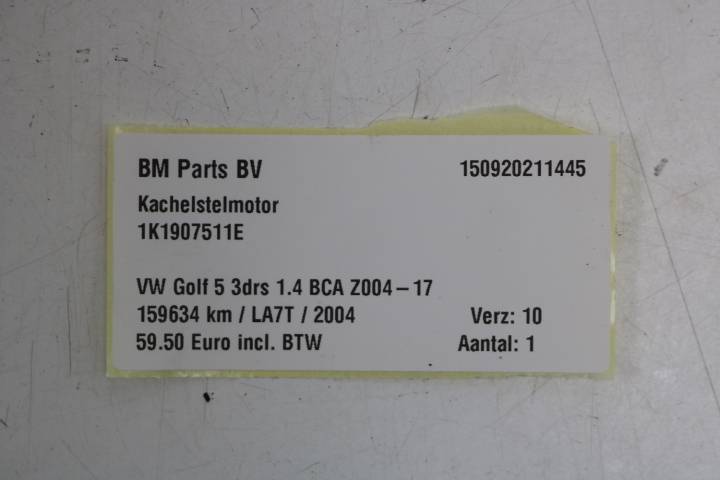 BM Parts BV 150920211445
Kachelstelmotor
1K1907511E
VW Golf 5 3drs 1.4 BCA Z004-17
159634 km / LA7T / 2004 Verz: 10
59.50 Euro incl. BTW Aantal: 1